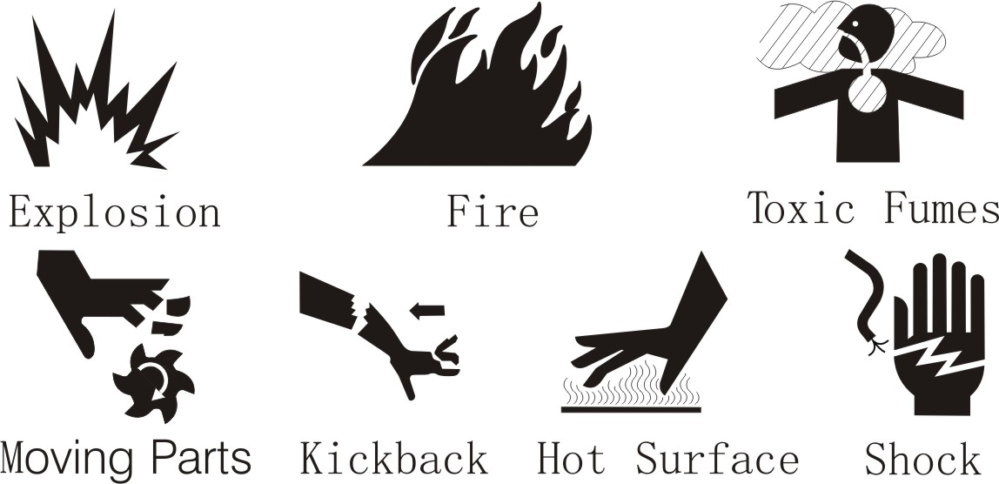 Explosion
Fire
Toxic Fumes
Moving Parts
Kickback
Hot Surface
Shock